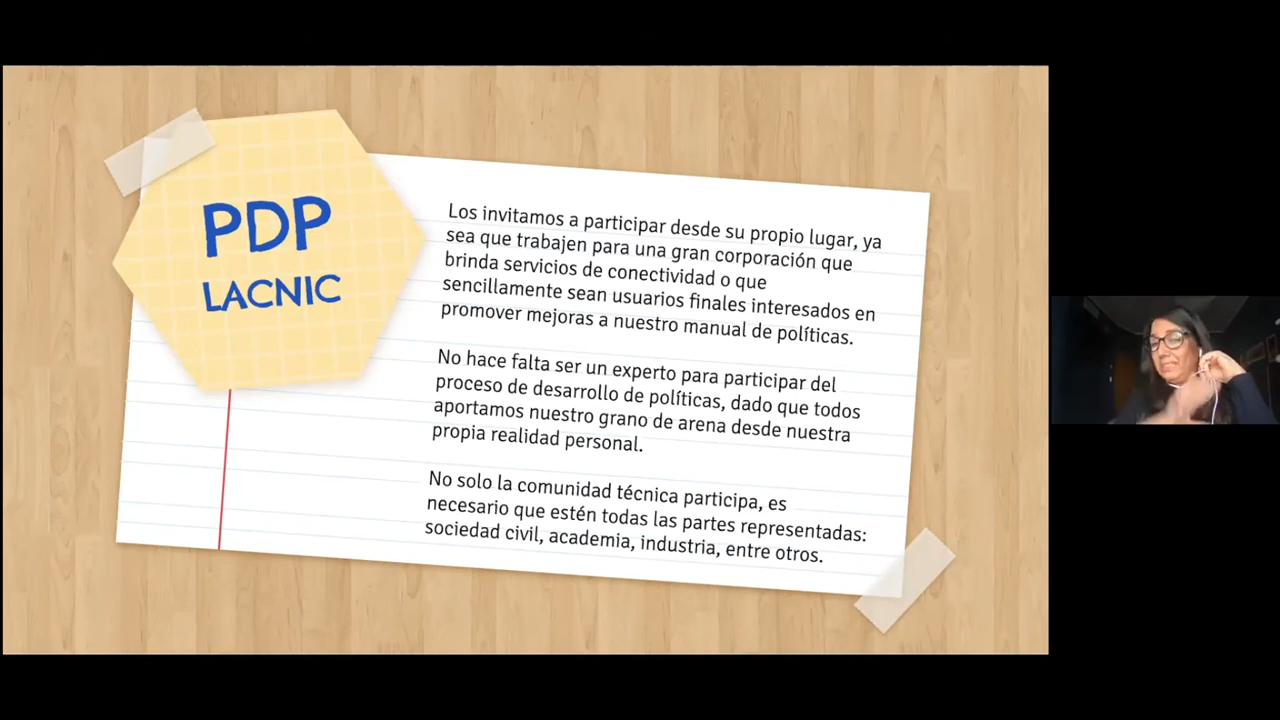 PDP
LACNIC
Los invitamos a participar desde su propio lugar, ya
sea que trabajen para una gran corporación que
brinda servicios de conectividad o que
sencillamente sean usuarios finales interesados en
promover mejoras a nuestro manual de políticas.
No hace falta ser un experto para participar del
proceso de desarrollo de políticas, dado que todos
aportamos nuestro grano de arena desde nuestra
propia realidad personal.
No solo la comunidad técnica participa, es
necesario que estén todas las partes representadas:
sociedad civil, academia, industria, entre otros.